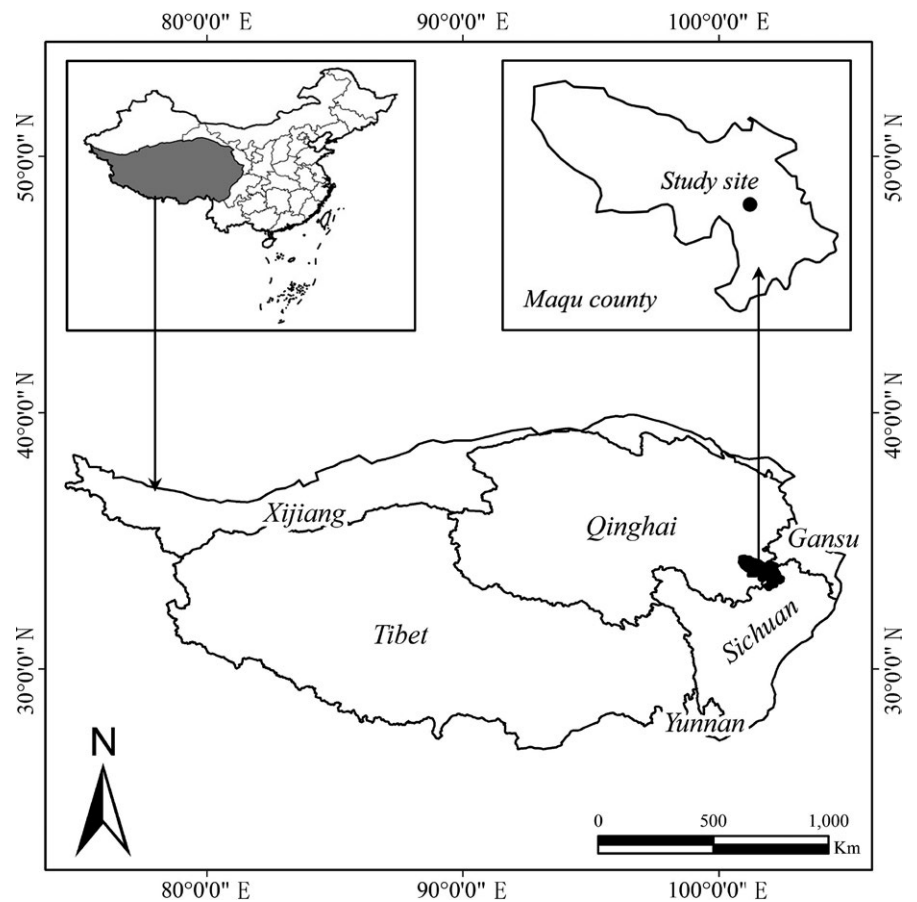 80°0'0" E
90°0'0" E
100°0'0" E
50°0'0" N
50°0'0" N
Study site
Maqu county
40°0'0" N
40°0'0" N
Xijiang
Qinghai
Gansu
Tibet
Sichuan
30°0'0" N
30°0'0" N
Yunnan
N
0
500
1,000
Km
80°0'0" E
90°0'0" E
100°0'0" E